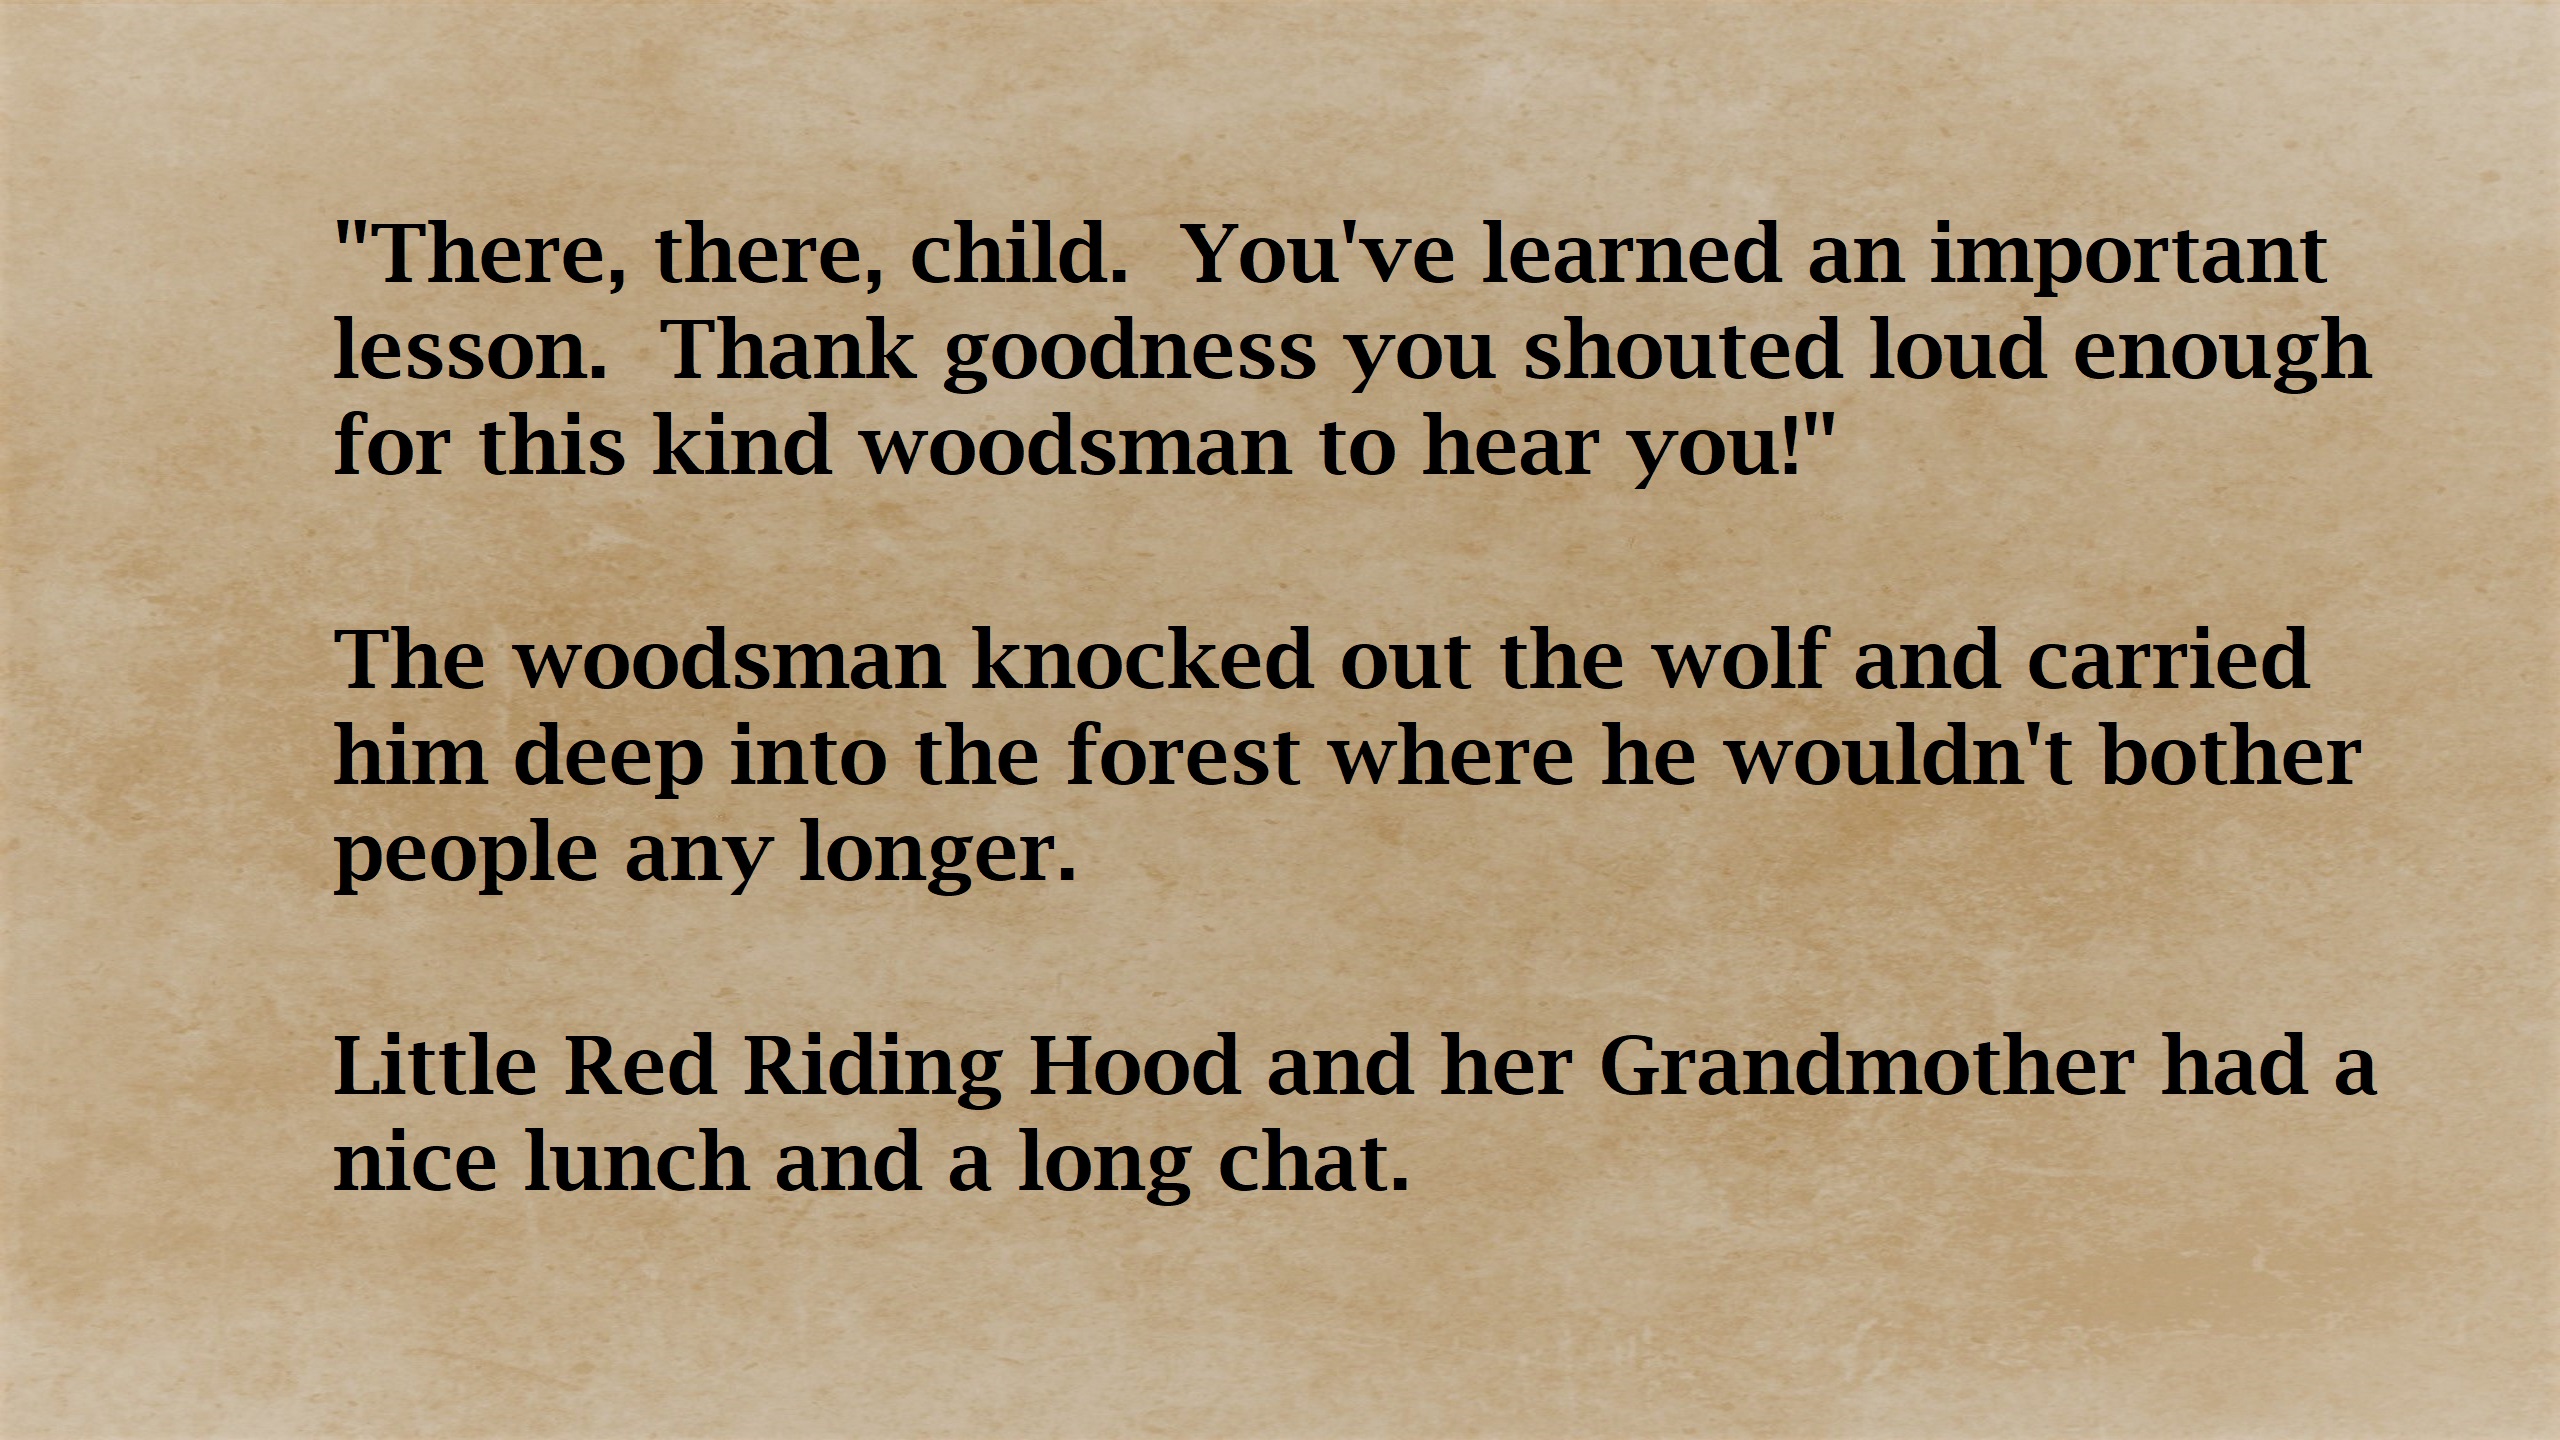 "There, there, child.  You've learned an important
lesson.  Thank goodness you shouted loud enough
for this kind woodsman to hear you!"
The woodsman knocked out the wolf and carried
him deep into the forest where he wouldn't bother
people any longer.
Little Red Riding Hood and her Grandmother had a
nice lunch and a long chat.